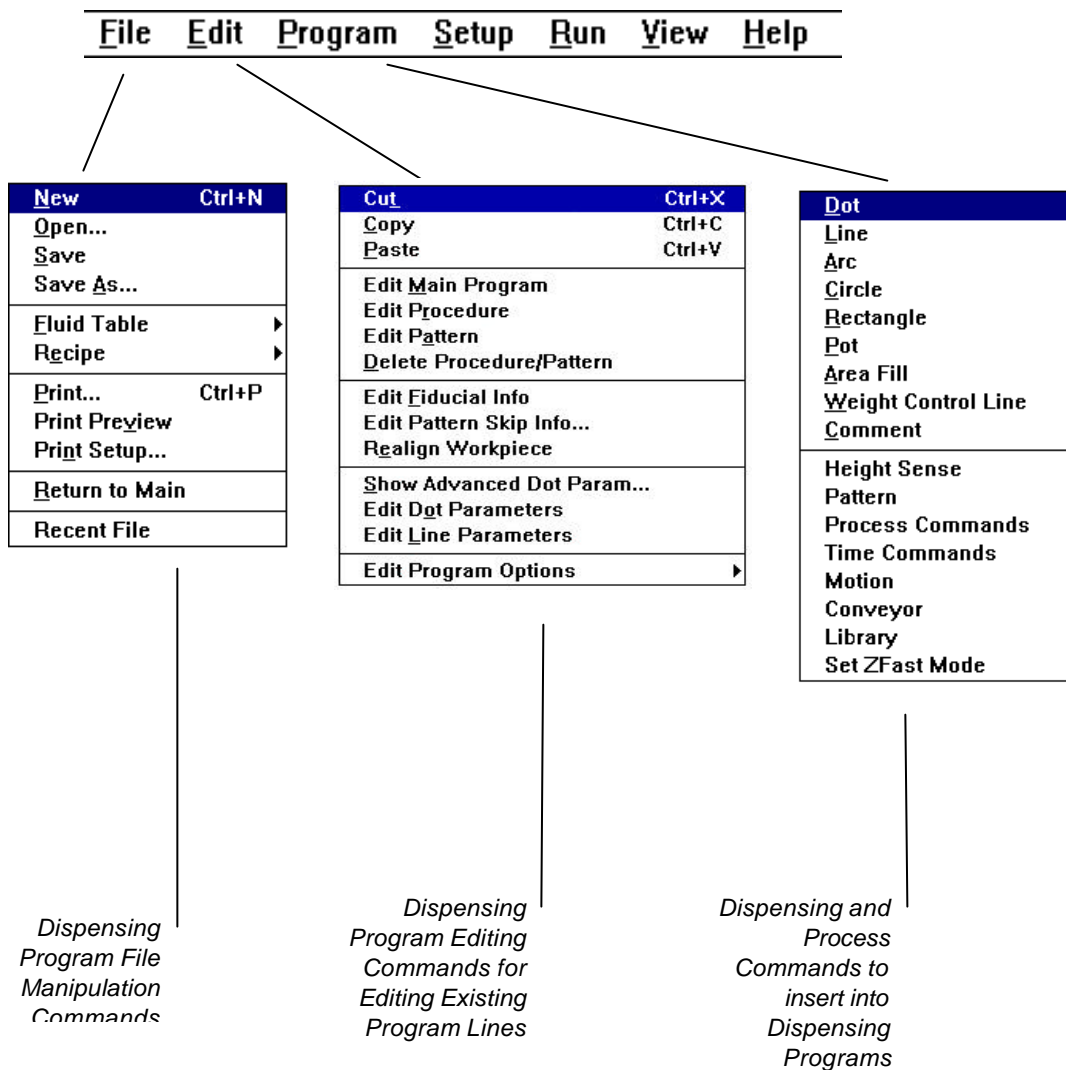 File Edit Program Setup Run View Help
New Ctrl+N
Open...
Save
Save As...
Fluid Table
Recipe
Print... Ctrl+P
Print Preview
Print Setup...
Return to Main
Recent File
Cut Ctrl+X
Copy Ctrl+C
Paste Ctrl+V
Edit Main Program
Edit Procedure
Edit Pattern
Delete Procedure/Pattern
Edit Fiducial Info
Edit Pattern Skip Info...
Realign Workpiece
Show Advanced Dot Param...
Edit Dot Parameters
Edit Line Parameters
Edit Program Options
Dot
Line
Arc
Circle
Rectangle
Pot
Area Fill
Weight Control Line
Comment
Height Sense
Pattern
Process Commands
Time Commands
Motion
Conveyor
Library
Set ZFast Mode
Dispensing
Program File
Manipulation
Commands
Dispensing
Program Editing
Commands for
Editing Existing
Program Lines
Dispensing and
Process
Commands to
insert into
Dispensing
Programs